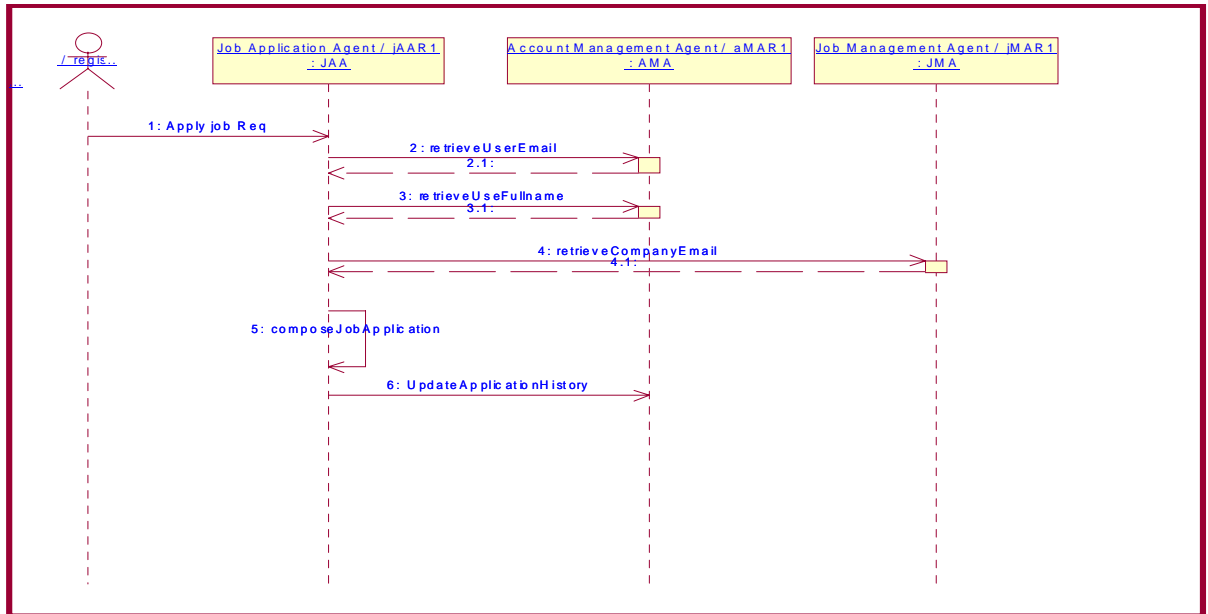 Job Application Agent / jAAR1
: JAA
Account Management Agent / aMAR1
: AMA
Job Management Agent / jMAR1
: JMA
/ regis..
..
1: Apply job Req
2: retrieveUserEmail
2.1:
3: retrieveUseFullname
3.1:
4: retrieveCompanyEmail
4.1:
5: composeJobApplication
6: UpdateApplicationHistory